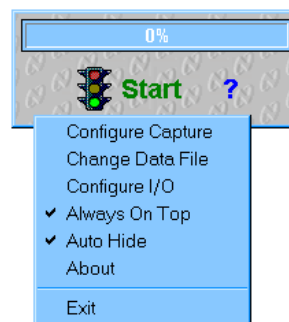 0%
Start ?
Configure Capture
Change Data File
Configure I/O
Always On Top
Auto Hide
About
Exit